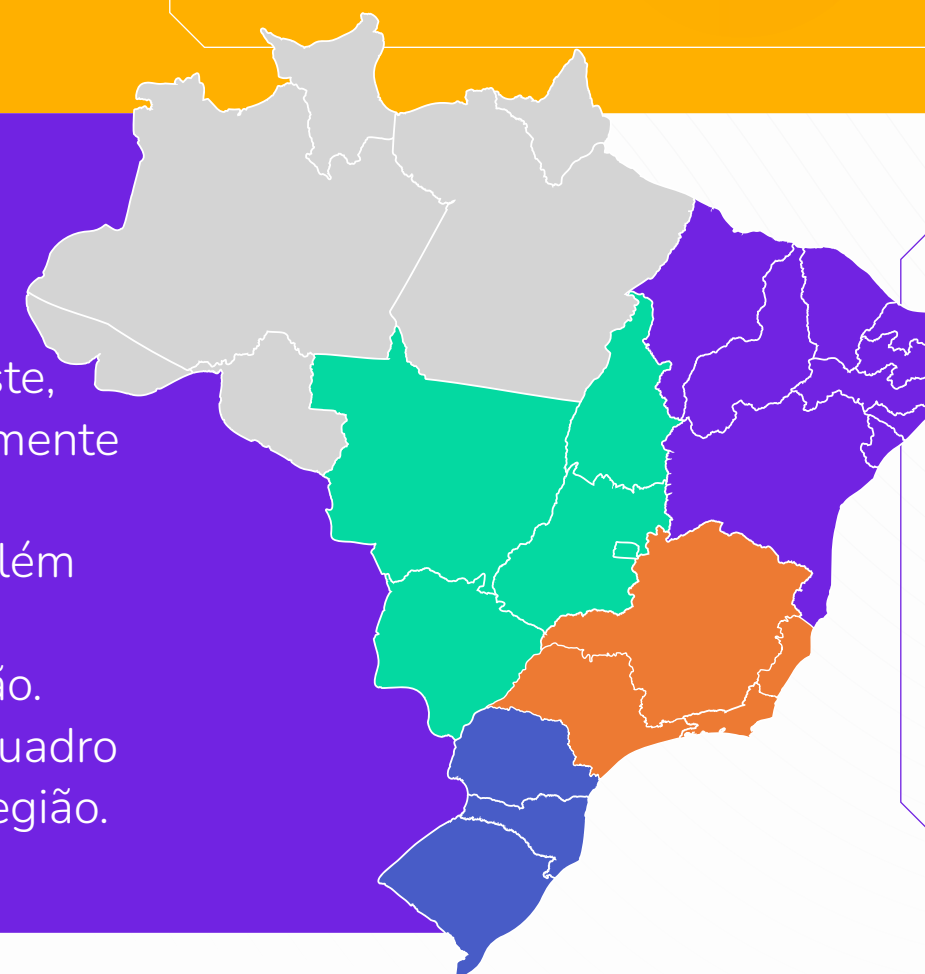 ste,
mente
lém
ão.
uadro
egião.